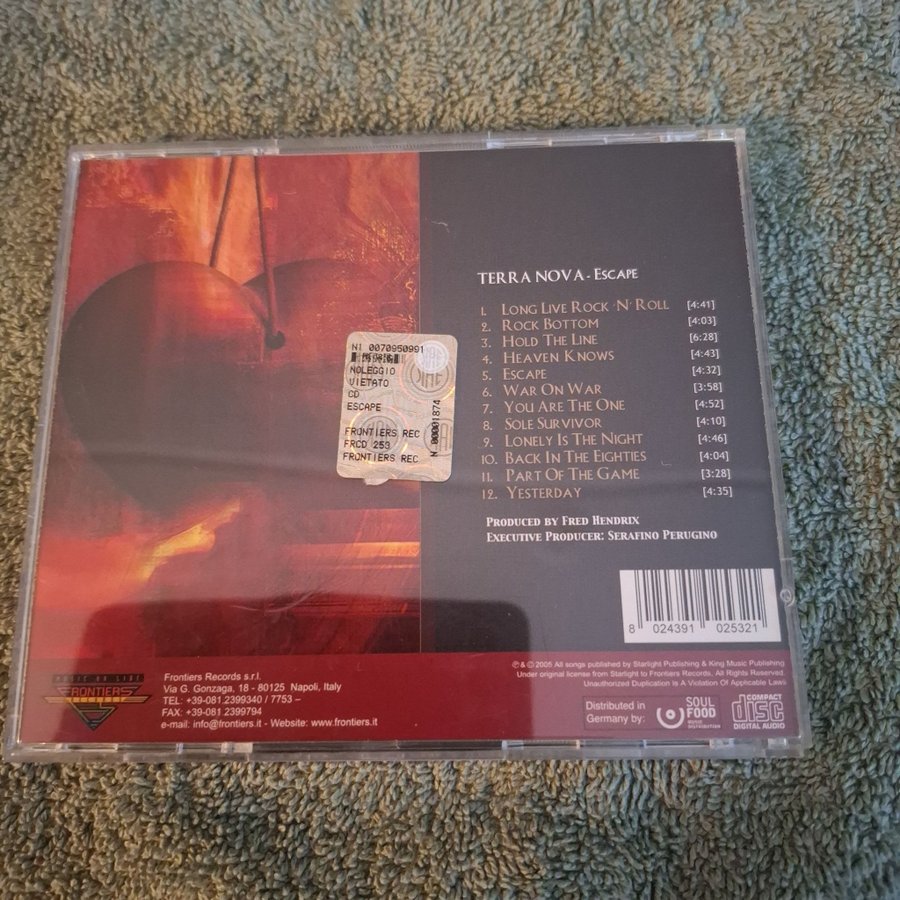 TERRA NOVA - ESCAPE
1. LONG LIVE ROCK 'N' ROLL [4:41]
2. ROCK BOTTOM [4:03]
3. HOLD THE LINE [6:28]
4. HEAVEN KNOWS [4:43]
5. ESCAPE [4:32]
6. WAR ON WAR [3:58]
7. YOU ARE THE ONE [4:52]
8. SOLE SURVIVOR [4:10]
9. LONELY IS THE NIGHT [4:46]
10. BACK IN THE EIGHTIES [4:04]
11. PART OF THE GAME [3:28]
12. YESTERDAY [4:35]
PRODUCED BY FRED HENDRIX
EXECUTIVE PRODUCER: SERAFINO PERUGINO
N1 0070950991
NOLEGGIO
VIETATO
CD
ESCAPE
FRONTIERS REC
FRCD 253
FRONTIERS REC
N.00001874
8 024391 025321
MUSIC ON LINE
FRONTIERS
RECORDS
Frontiers Records s.r.l.
Via G. Gonzaga, 18 - 80125 Napoli, Italy
TEL: +39-081.2399340 / 7753 –
FAX: +39-081.2399794
e-mail: info@frontiers.it - Website: www.frontiers.it
℗ & © 2005 All songs published by Starlight Publishing & King Music Publishing
Under original license from Starlight to Frontiers Records, All Rights Reserved.
Unauthorized Duplication is A Violation Of Applicable Laws
Distributed in
Germany by:
SOUL
FOOD
MUSIC
DISTRIBUTION
COMPACT
disc
DIGITAL AUDIO